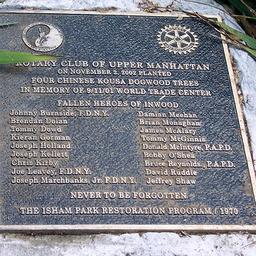 ROTARY CLUB OF UPPER MANHATTAN
ON NOVEMBER 2, 2002 PLANTED
FOUR CHINESE KOUSA DOGWOOD TREES
IN MEMORY OF 9/11/01 WORLD TRADE CENTER
FALLEN HEROES OF INWOOD
Johnny Burnside, F.D.N.Y. Damian Meehan
Brendan Dolan Brian Monaghan
Tommy Dowd James McAlary
Kieran Gorman Tommy McGinnis
Joseph Holland Donald McIntyre, P.A.P.D.
Joseph Kellett Bobby O'Shea
Chris Kirby Bruce Reynolds, P.A.P.D.
Joe Leavey, F.D.N.Y. David Ruddle
Joseph Marchbanks, Jr. F.D.N.Y. Jeffrey Shaw
NEVER TO BE FORGOTTEN
THE ISHAM PARK RESTORATION PROGRAM / 1970